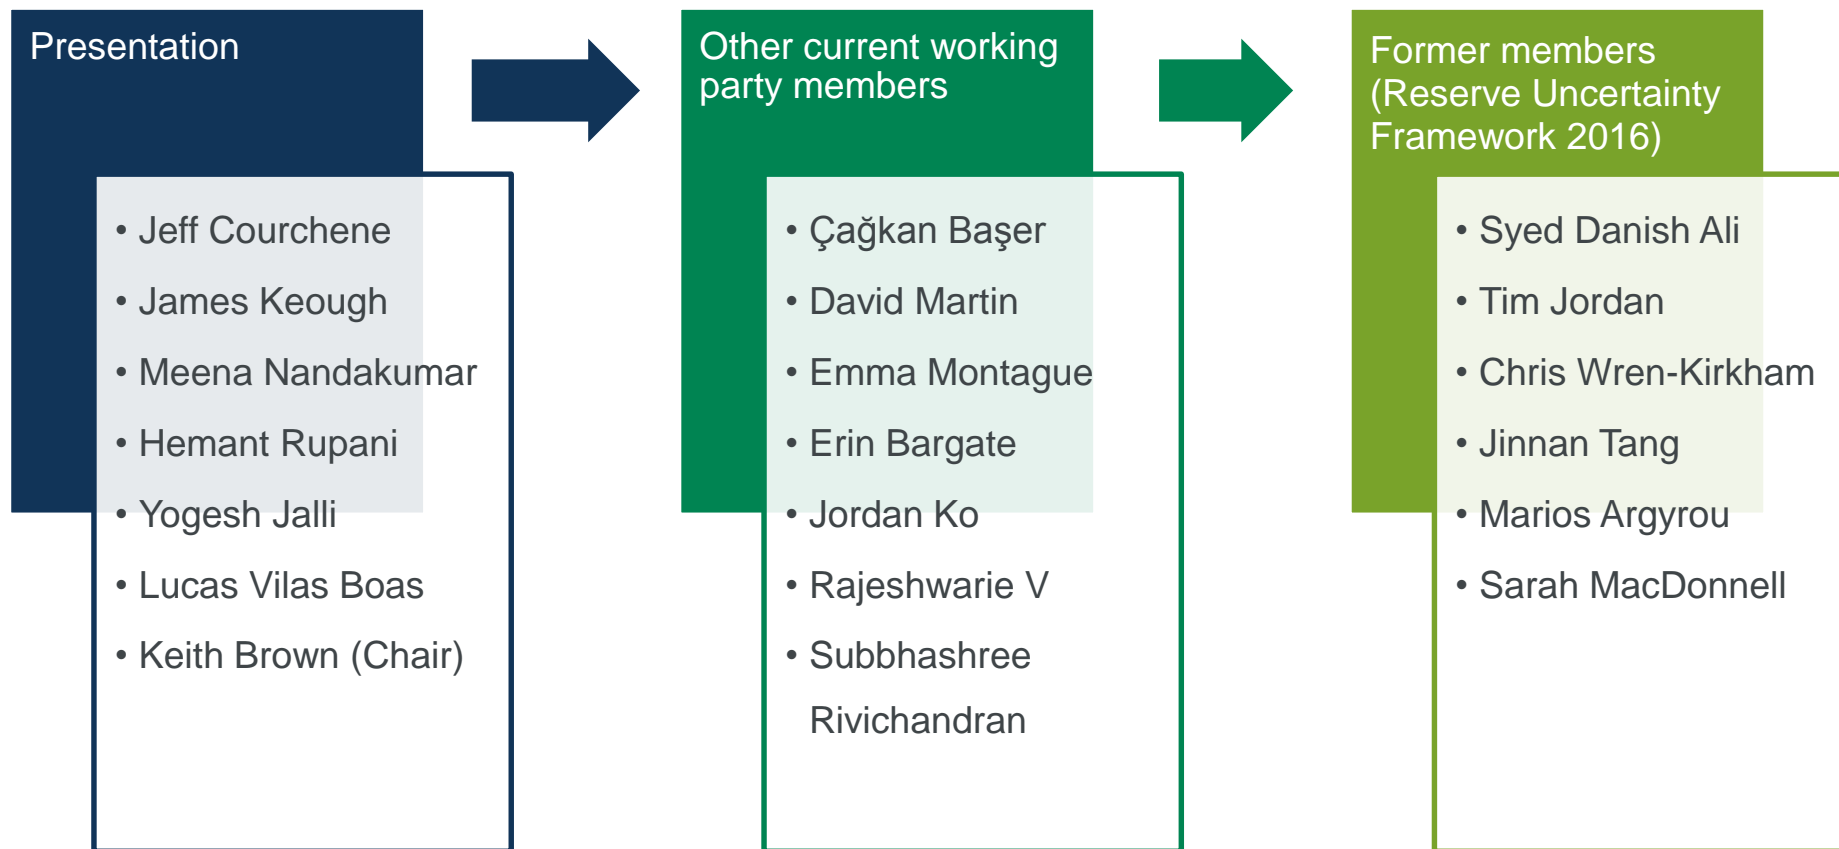 Presentation
• Jeff Courchene
• James Keough
• Meena Nandakumar
• Hemant Rupani
• Yogesh Jalli
• Lucas Vilas Boas
• Keith Brown (Chair)
Other current working
party members
• Çağkan Başer
• David Martin
• Emma Montague
• Erin Bargate
• Jordan Ko
• Rajeshwarie V
• Subbhashree
Rivichandran
Former members
(Reserve Uncertainty
Framework 2016)
• Syed Danish Ali
• Tim Jordan
• Chris Wren-Kirkham
• Jinnan Tang
• Marios Argyrou
• Sarah MacDonnell